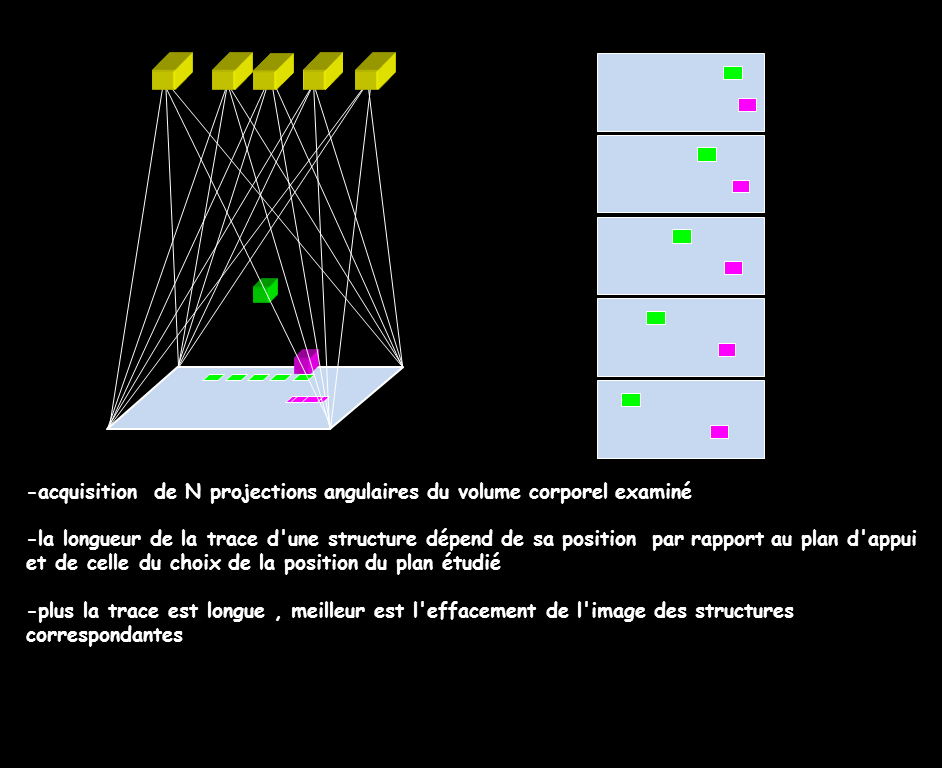 -acquisition  de N projections angulaires du volume corporel examiné
-la longueur de la trace d'une structure dépend de sa position  par rapport au plan d'appui
et de celle du choix de la position du plan étudié
-plus la trace est longue , meilleur est l'effacement de l'image des structures
correspondantes